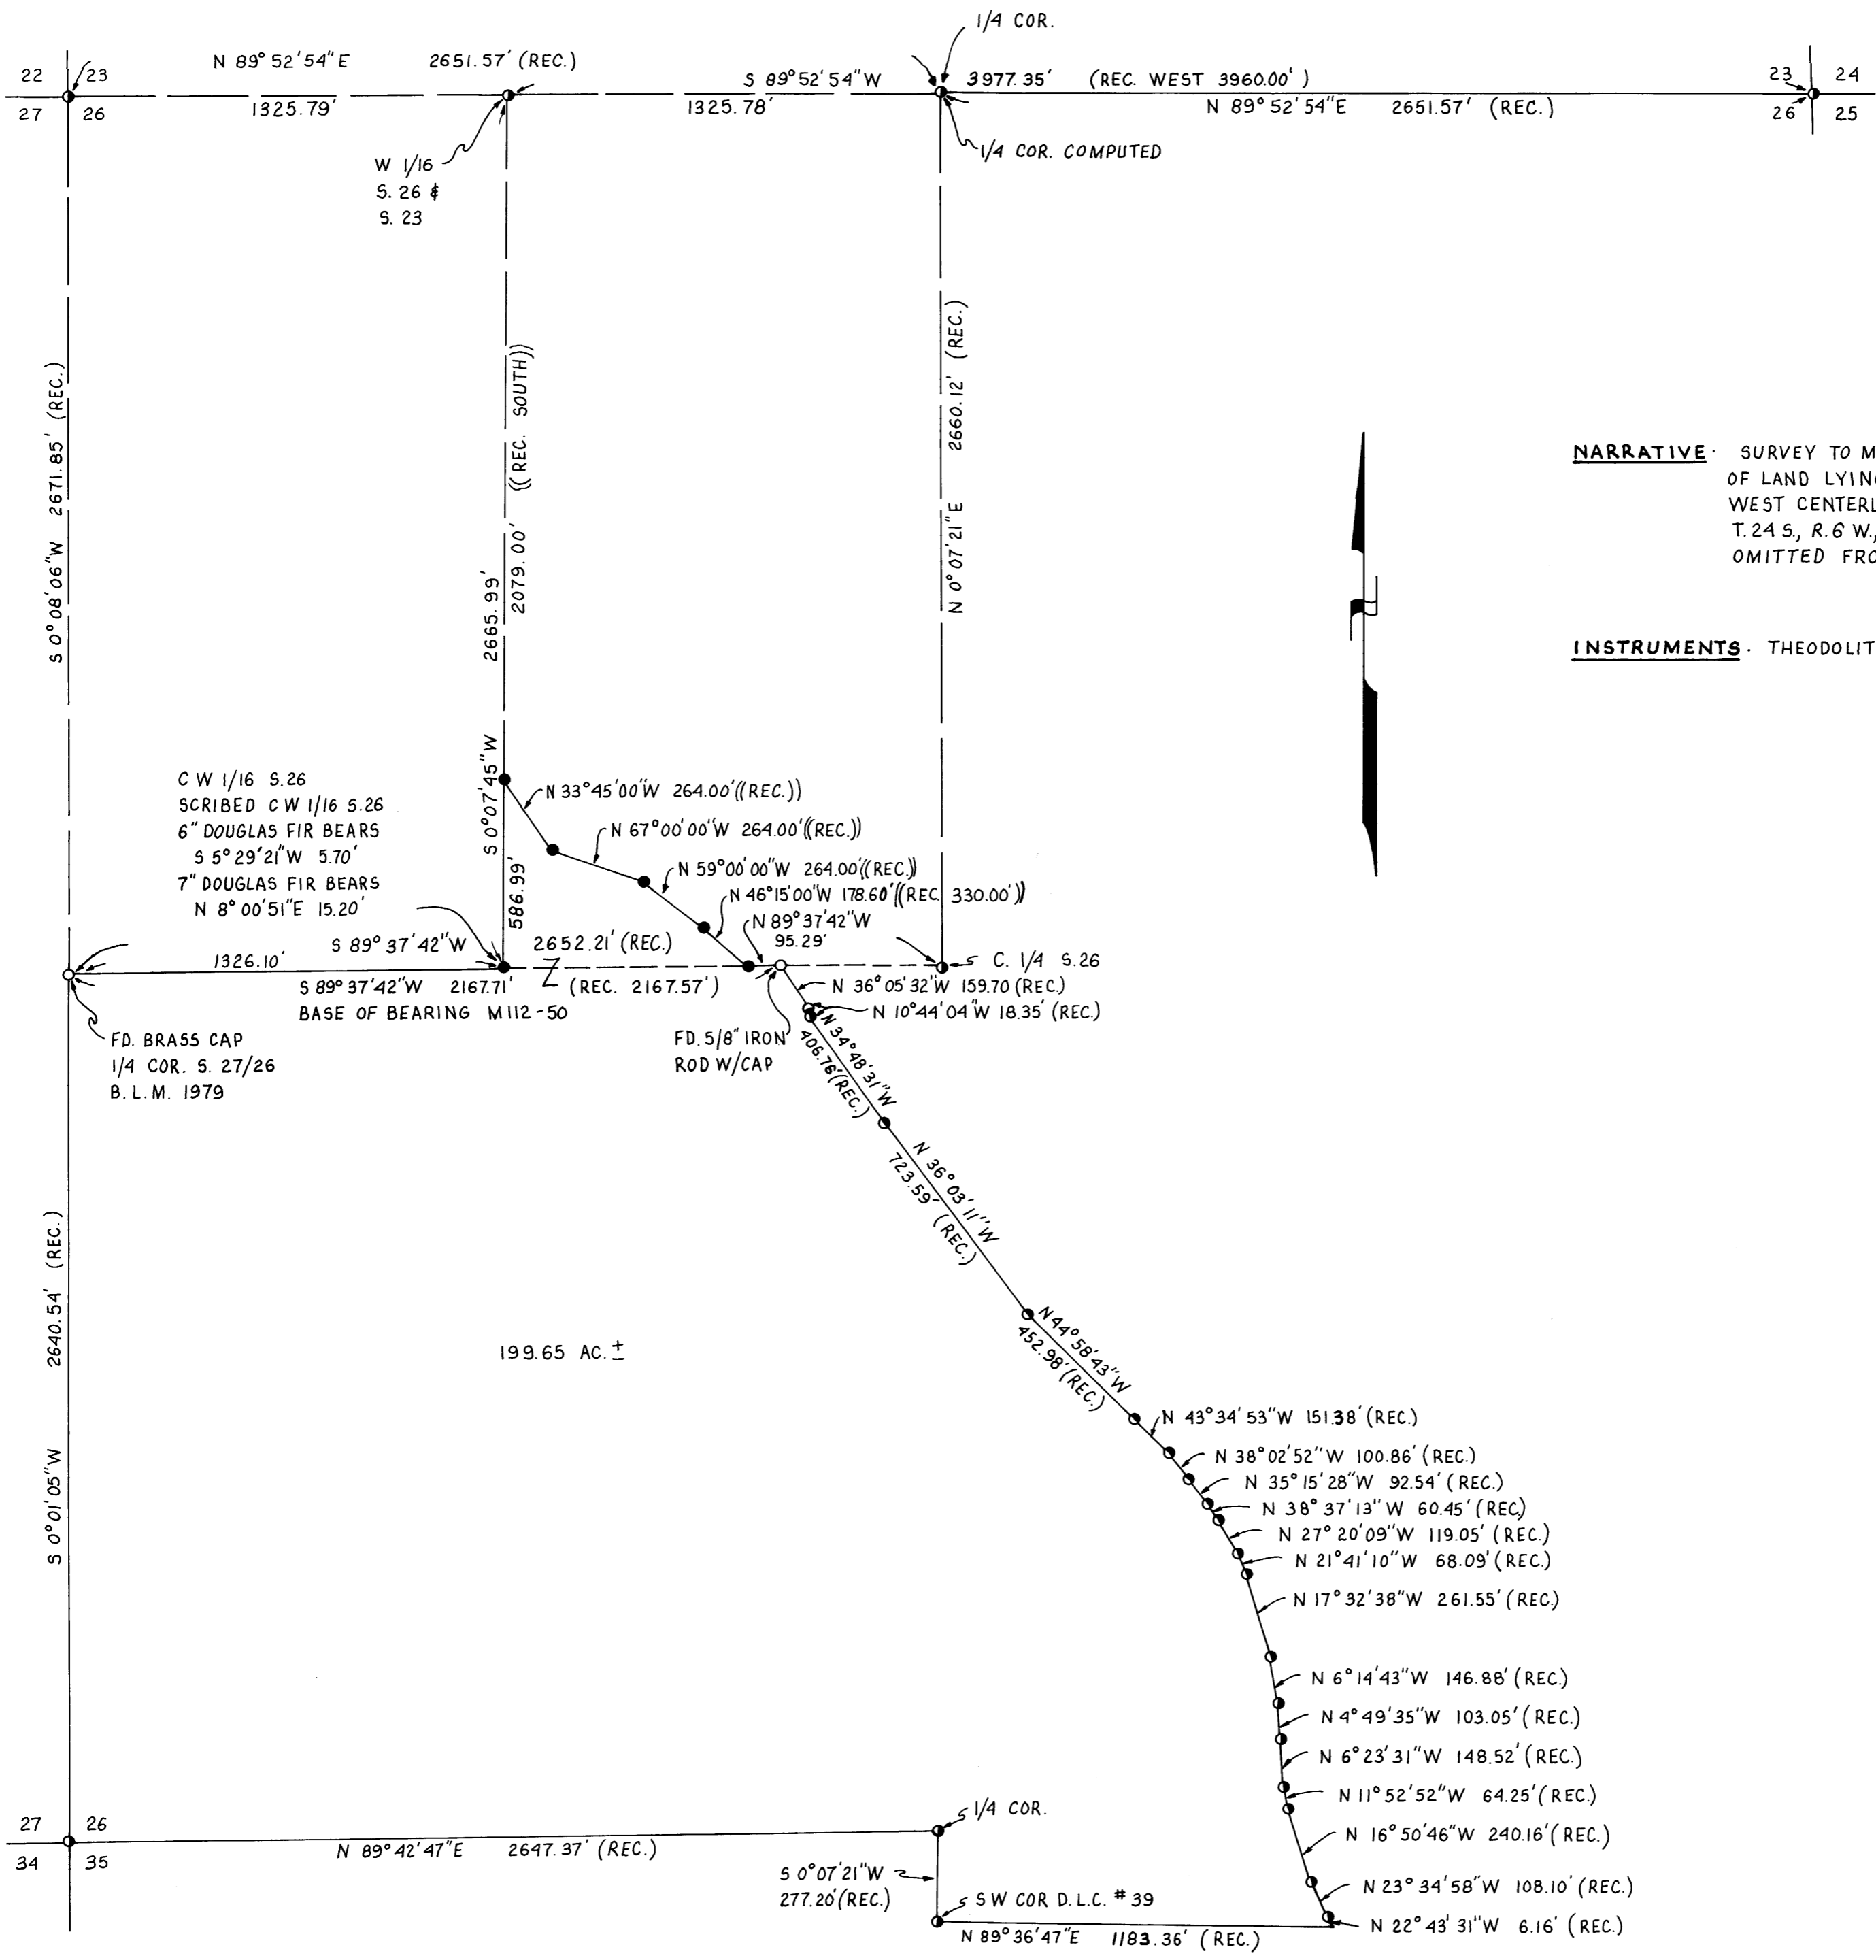 1/4 COR.
N 89°52'54"E 2651.57' (REC.)
22 23
S 89°52'54"W 3977.35' (REC. WEST 3960.00')
23 24
27 26
1325.79'
1325.78'
N 89°52'54"E 2651.57' (REC.)
26 25
W 1/16
S. 26 &
S. 23
1/4 COR. COMPUTED
S 0°08'06"W 2671.85' (REC.)
2665.99'
2079.00' ((REC. SOUTH))
N 0°07'21"E 2660.12' (REC.)
NARRATIVE · SURVEY TO M
OF LAND LYIN
WEST CENTERL
T. 24 S., R. 6 W.,
OMITTED FRO
INSTRUMENTS · THEODOLIT
Z
C W 1/16 S.26
SCRIBED C W 1/16 S.26
6" DOUGLAS FIR BEARS
S 5°29'21"W 5.70'
7" DOUGLAS FIR BEARS
N 8°00'51"E 15.20'
S 0°07'45"W
586.99'
N 33°45'00"W 264.00'((REC.))
N 67°00'00"W 264.00'((REC.))
N 59°00'00"W 264.00'((REC.))
N 46°15'00"W 178.60'((REC. 330.00'))
N 89°37'42"W
95.29'
S 89°37'42"W 2652.21' (REC.)
1326.10'
C. 1/4 S.26
S 89°37'42"W 2167.71' (REC. 2167.57')
BASE OF BEARING M112-50
N 36°05'32"W 159.70 (REC.)
N 10°44'04"W 18.35' (REC.)
FD. BRASS CAP
1/4 COR. S. 27/26
B.L.M. 1979
FD. 5/8" IRON
ROD W/CAP
N 34°48'31"W
406.76'(REC.)
N 36°03'11"W
723.59' (REC.)
N 44°58'43"W
452.98'(REC.)
S 0°01'05"W 2640.54' (REC.)
199.65 AC. ±
N 43°34'53"W 151.38' (REC.)
N 38°02'52"W 100.86' (REC.)
N 35°15'28"W 92.54' (REC.)
N 38°37'13"W 60.45' (REC.)
N 27°20'09"W 119.05' (REC.)
N 21°41'10"W 68.09' (REC.)
N 17°32'38"W 261.55' (REC.)
N 6°14'43"W 146.88' (REC.)
N 4°49'35"W 103.05' (REC.)
N 6°23'31"W 148.52' (REC.)
N 11°52'52"W 64.25' (REC.)
N 16°50'46"W 240.16' (REC.)
N 23°34'58"W 108.10' (REC.)
N 22°43'31"W 6.16' (REC.)
27 26
1/4 COR.
N 89°42'47"E 2647.37' (REC.)
34 35
S 0°07'21"W
277.20'(REC.)
SW COR D.L.C. #39
N 89°36'47"E 1183.36' (REC.)